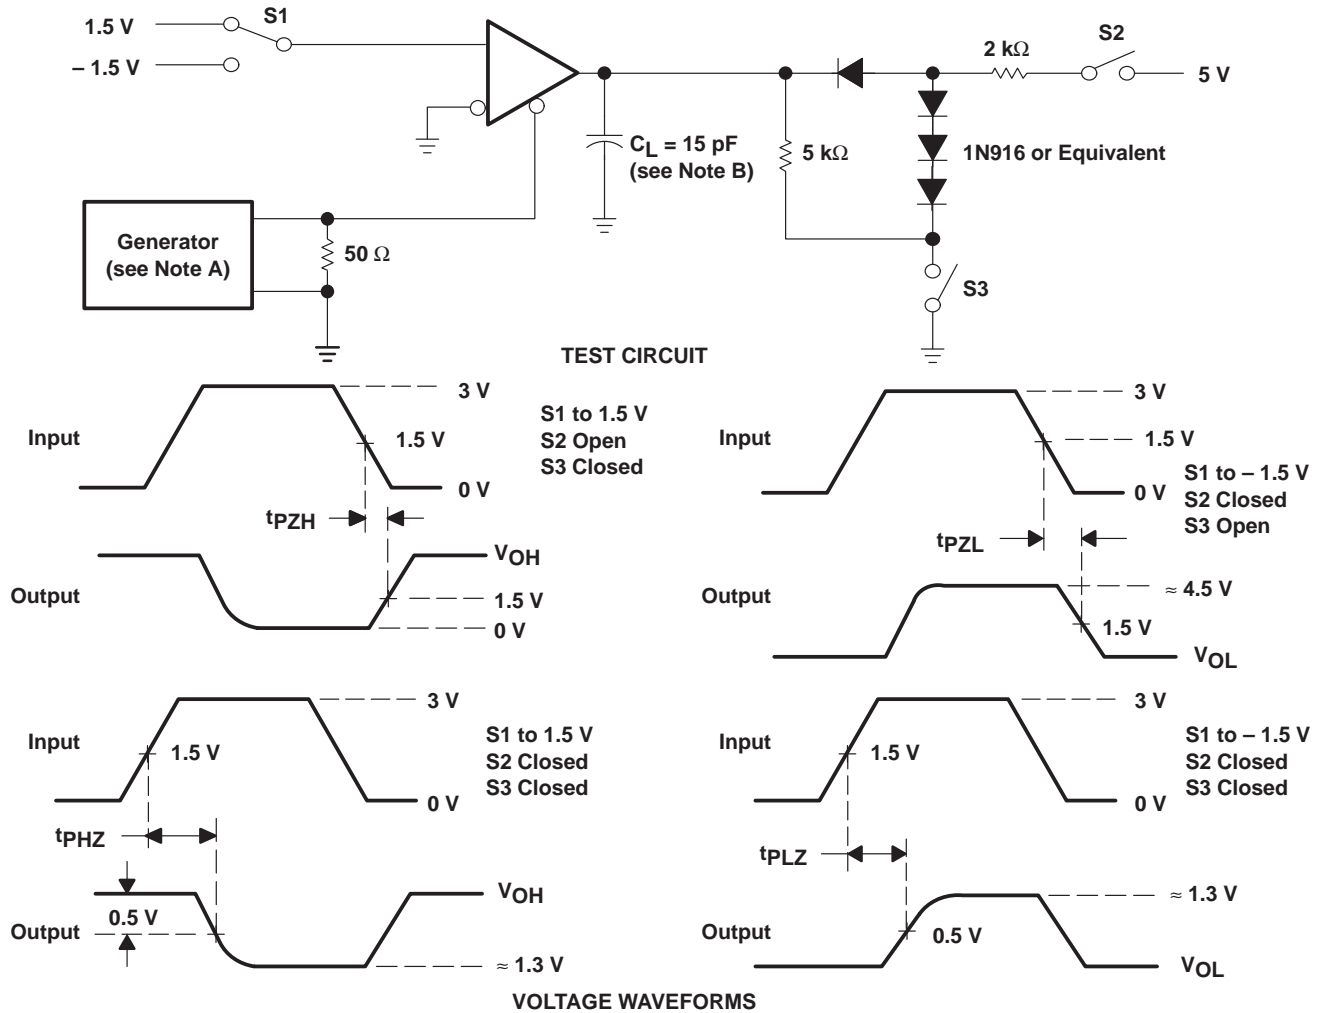 S1
1.5 V
– 1.5 V
2 kΩ
S2
5 V
CL = 15 pF
(see Note B)
5 kΩ
1N916 or Equivalent
Generator
(see Note A)
50 Ω
S3
TEST CIRCUIT
3 V
Input
1.5 V
0 V
S1 to 1.5 V
S2 Open
S3 Closed
tPZH
VOH
Output
1.5 V
0 V
3 V
Input
1.5 V
0 V
S1 to – 1.5 V
S2 Closed
S3 Open
tPZL
≈ 4.5 V
Output
1.5 V
VOL
3 V
Input
1.5 V
0 V
S1 to 1.5 V
S2 Closed
S3 Closed
tPHZ
VOH
0.5 V
Output
≈ 1.3 V
3 V
Input
1.5 V
0 V
S1 to – 1.5 V
S2 Closed
S3 Closed
tPLZ
≈ 1.3 V
Output
0.5 V
VOL
VOLTAGE WAVEFORMS